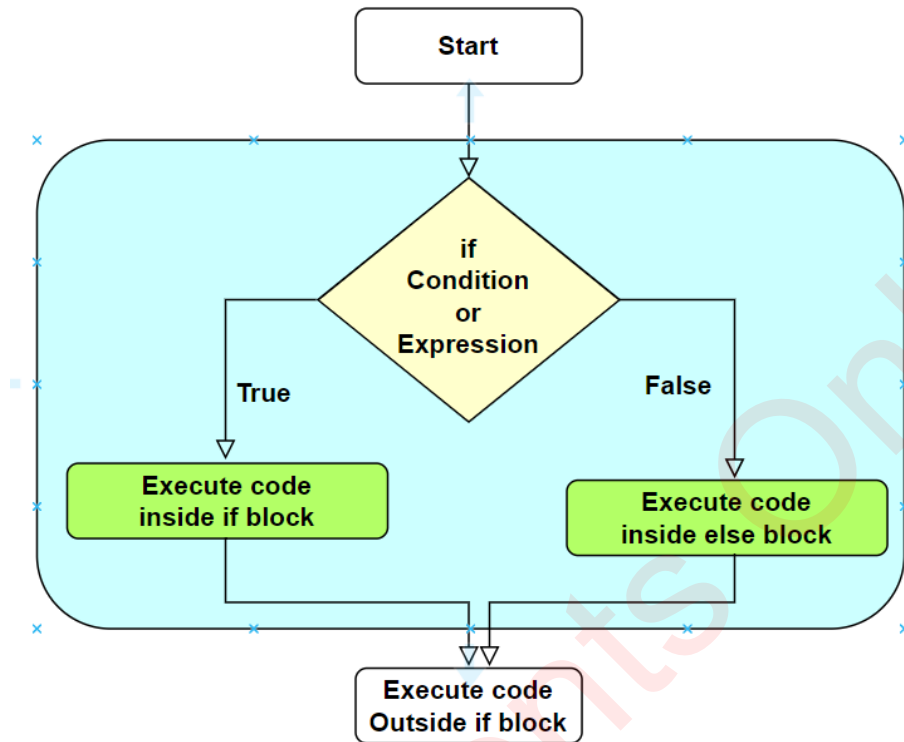 Start
if
Condition
or
Expression
True
False
Execute code
inside if block
Execute code
inside else block
Execute code
Outside if block